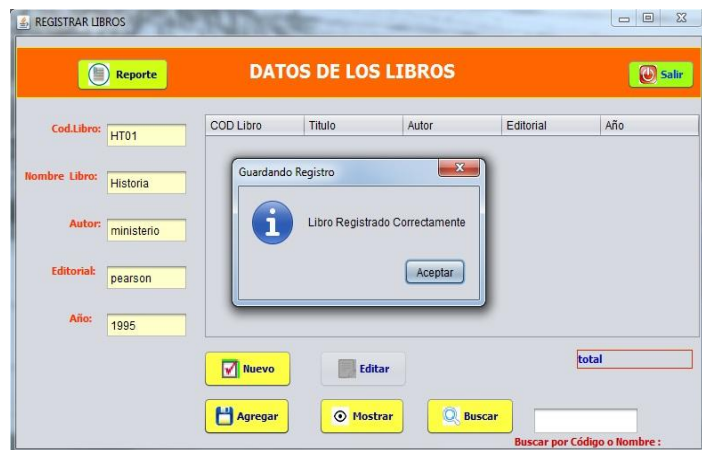 REGISTRAR LIBROS
Reporte
DATOS DE LOS LIBROS
Salir
Cod.Libro:
HT01
Nombre Libro:
Historia
Autor:
ministerio
Editorial:
pearson
Año:
1995
COD Libro Titulo Autor Editorial Año
Guardando Registro
Libro Registrado Correctamente
Aceptar
Nuevo
Editar
total
Agregar
Mostrar
Buscar
Buscar por Código o Nombre :